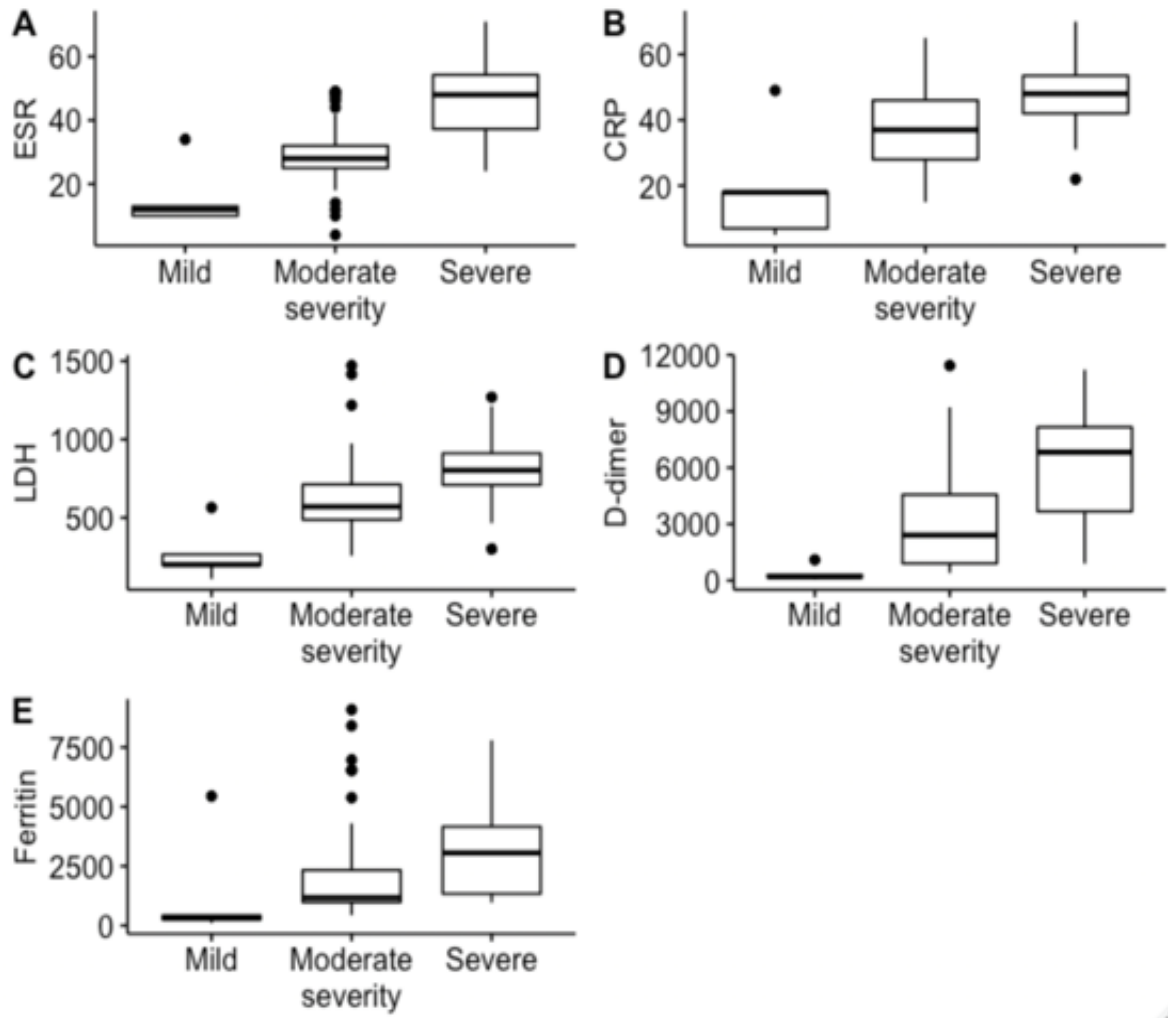 A
ESR
60
40
20
Mild Moderate Severe
severity
B
CRP
60
40
20
Mild Moderate Severe
severity
C
LDH
1500
1000
500
Mild Moderate Severe
severity
D
D-dimer
12000
9000
6000
3000
0
Mild Moderate Severe
severity
E
Ferritin
7500
5000
2500
0
Mild Moderate Severe
severity